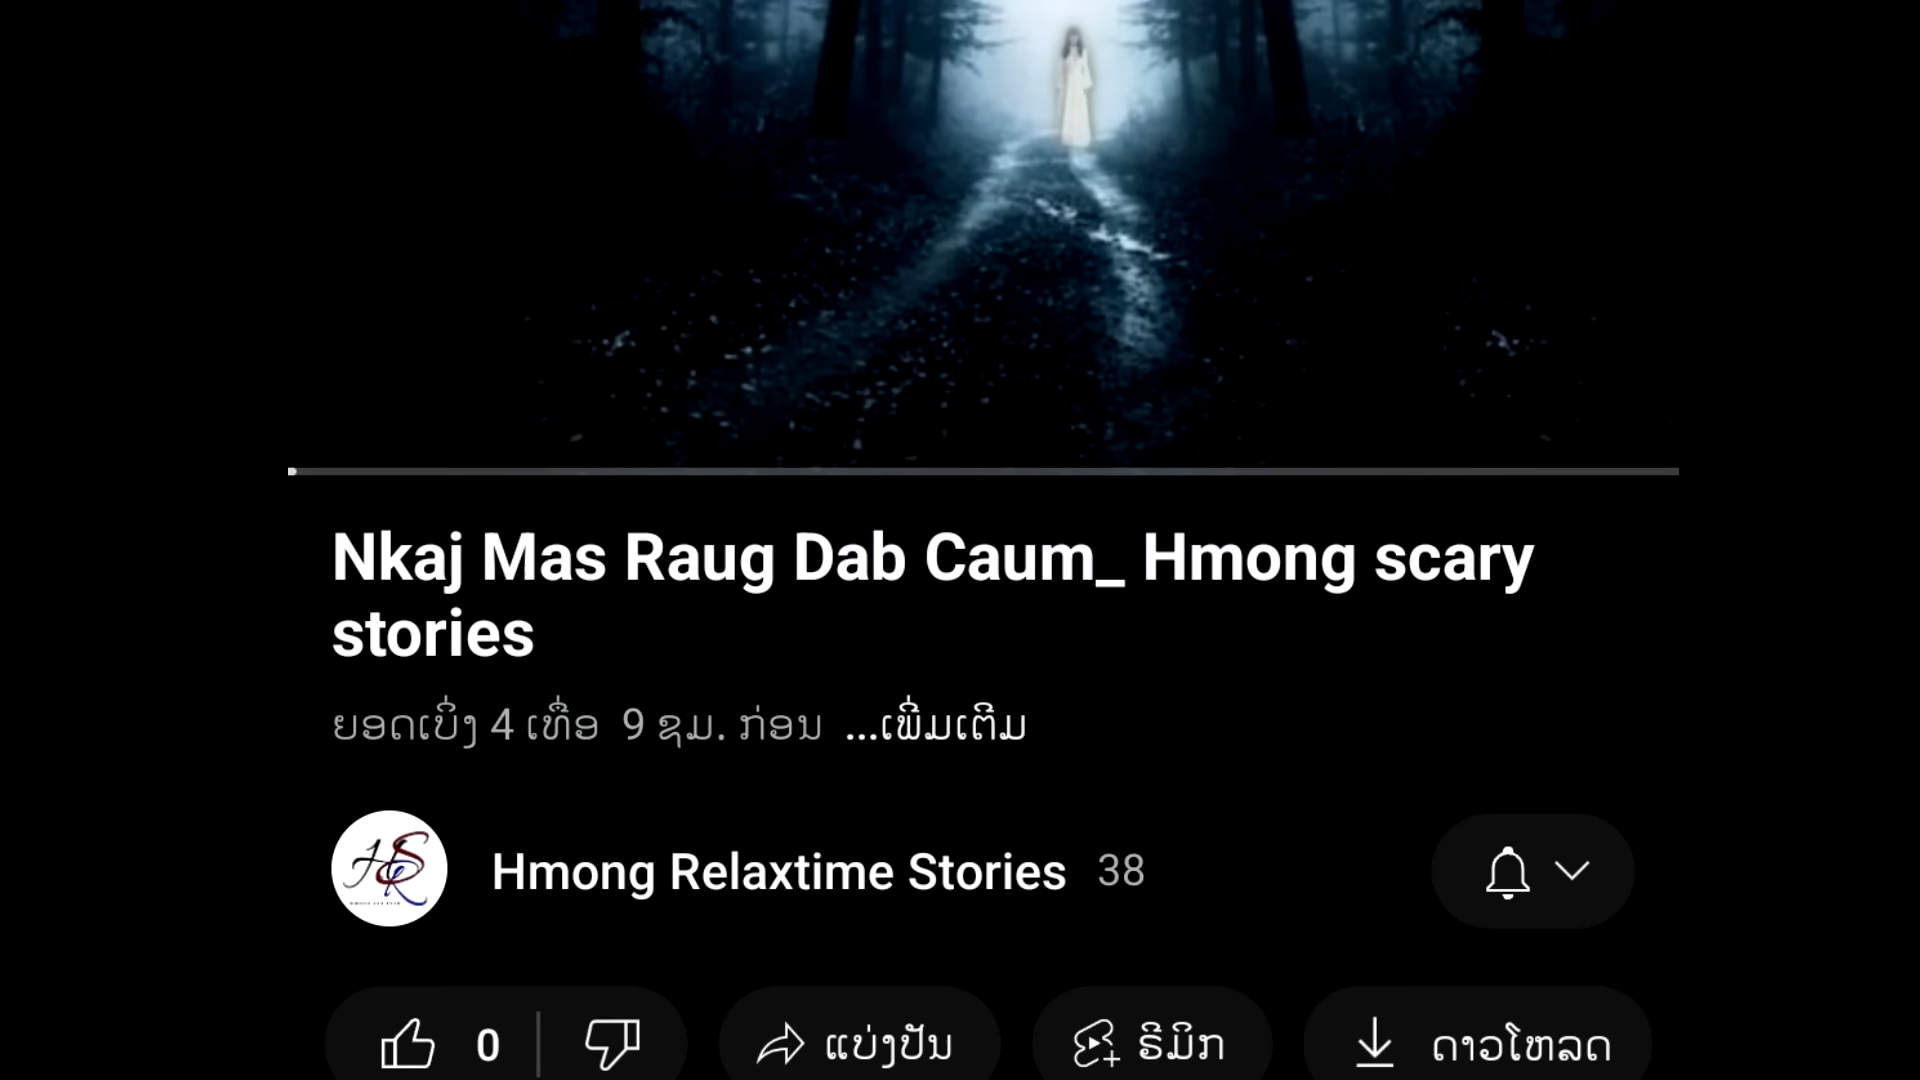 Nkaj Mas Raug Dab Caum_ Hmong scary
stories
ຍອດເບິ່ງ 4 ເທື່ອ 9 ຊມ. ກ່ອນ ...ເພີ່ມເຕີມ
Hmong Relaxtime Stories 38
0 ແບ່ງປັນ ຣີມິກ ດາວໂຫລດ